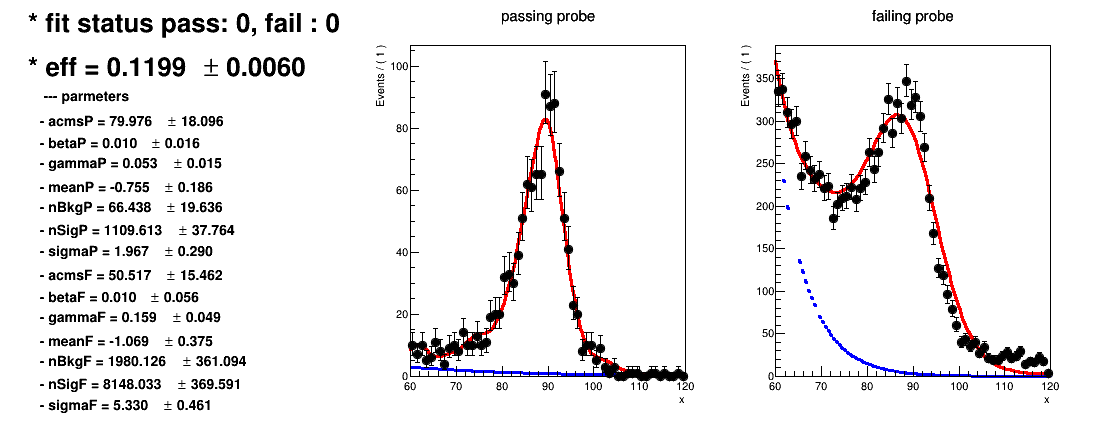 * fit status pass: 0, fail : 0
* eff = 0.1199 ± 0.0060
--- parmeters
- acmsP = 79.976 ± 18.096
- betaP = 0.010 ± 0.016
- gammaP = 0.053 ± 0.015
- meanP = -0.755 ± 0.186
- nBkgP = 66.438 ± 19.636
- nSigP = 1109.613 ± 37.764
- sigmaP = 1.967 ± 0.290
- acmsF = 50.517 ± 15.462
- betaF = 0.010 ± 0.056
- gammaF = 0.159 ± 0.049
- meanF = -1.069 ± 0.375
- nBkgF = 1980.126 ± 361.094
- nSigF = 8148.033 ± 369.591
- sigmaF = 5.330 ± 0.461
passing probe
Events / ( 1 )
100
80
60
40
20
0
60 70 80 90 100 110 120
x
failing probe
Events / ( 1 )
350
300
250
200
150
100
50
0
60 70 80 90 100 110 120
x